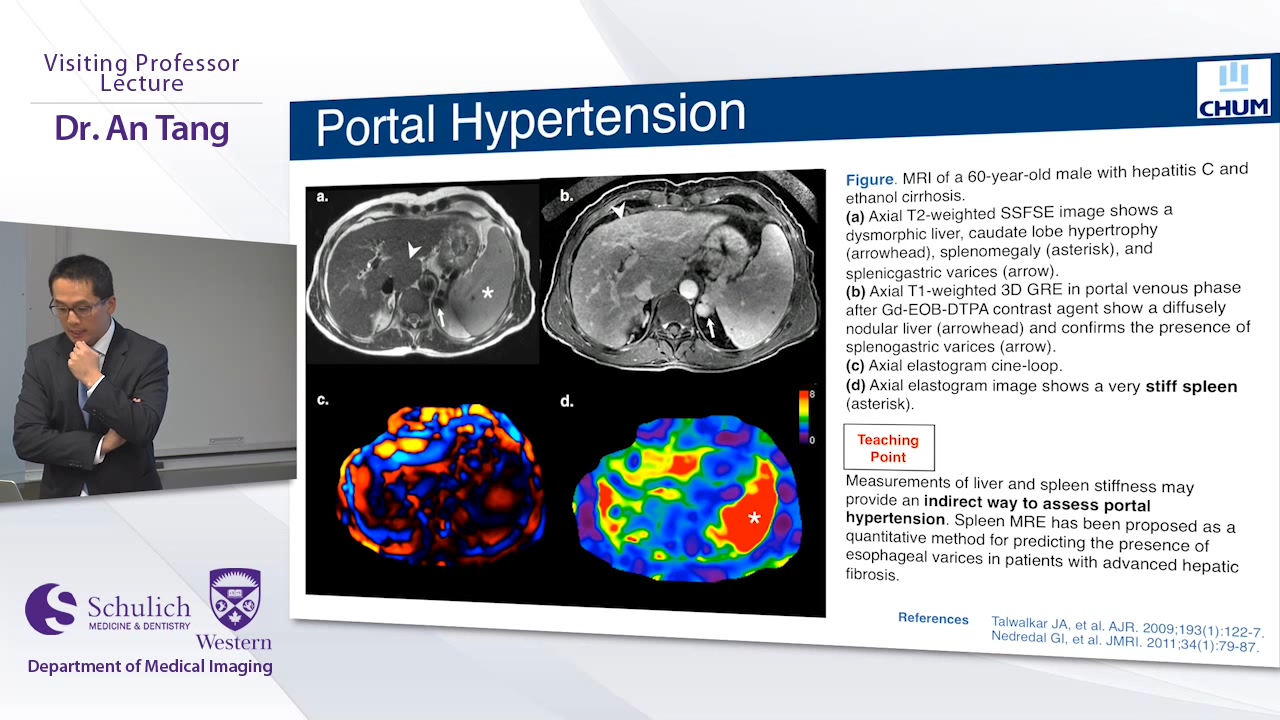 Visiting Professor
Lecture
Dr. An Tang
Schulich
MEDICINE & DENTISTRY
Western
Department of Medical Imaging
Portal Hypertension
CHUM
a.
b.
*
c.
d.
8
0
*
Figure. MRI of a 60-year-old male with hepatitis C and
ethanol cirrhosis.
(a) Axial T2-weighted SSFSE image shows a
dysmorphic liver, caudate lobe hypertrophy
(arrowhead), splenomegaly (asterisk), and
splenicgastric varices (arrow).
(b) Axial T1-weighted 3D GRE in portal venous phase
after Gd-EOB-DTPA contrast agent show a diffusely
nodular liver (arrowhead) and confirms the presence of
splenogastric varices (arrow).
(c) Axial elastogram cine-loop.
(d) Axial elastogram image shows a very stiff spleen
(asterisk).
Teaching
Point
Measurements of liver and spleen stiffness may
provide an indirect way to assess portal
hypertension. Spleen MRE has been proposed as a
quantitative method for predicting the presence of
esophageal varices in patients with advanced hepatic
fibrosis.
References
Talwalkar JA, et al. AJR. 2009;193(1):122-7.
Nedredal GI, et al. JMRI. 2011;34(1):79-87.